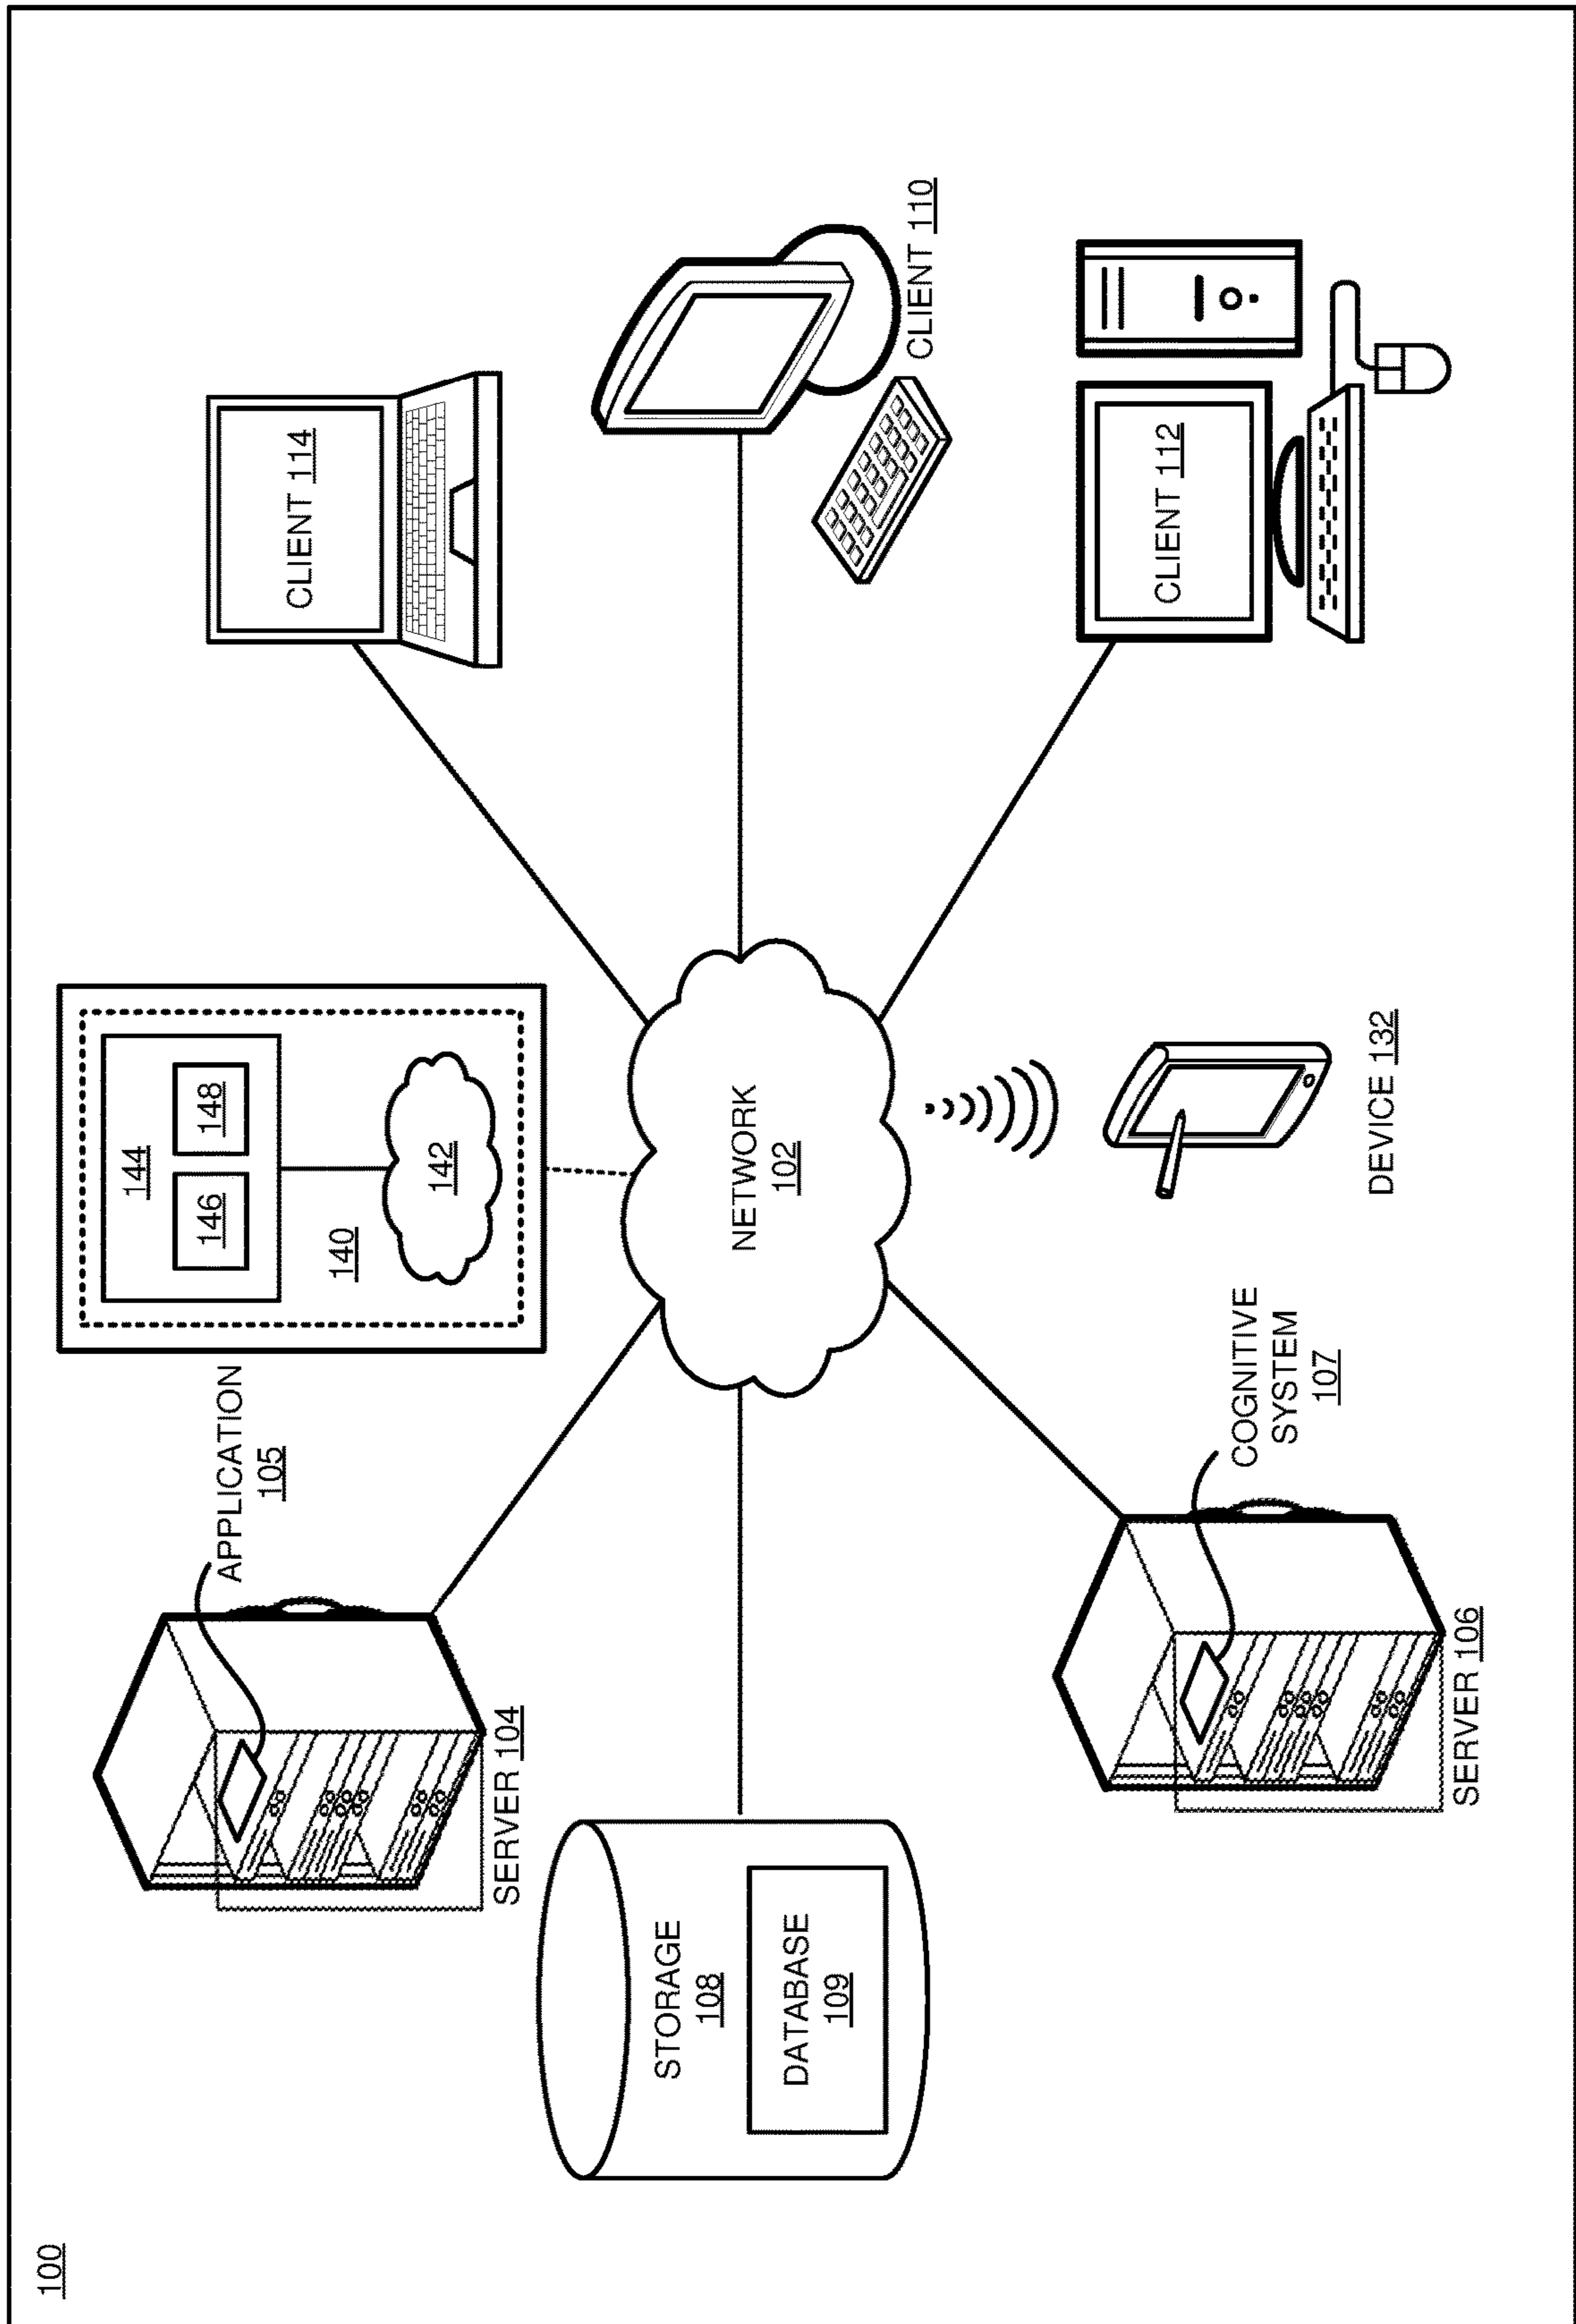 100
APPLICATION
105
SERVER 104
144
146
148
140
142
CLIENT 114
STORAGE
108
DATABASE
109
NETWORK
102
CLIENT 110
COGNITIVE
SYSTEM
107
SERVER 106
DEVICE 132
CLIENT 112